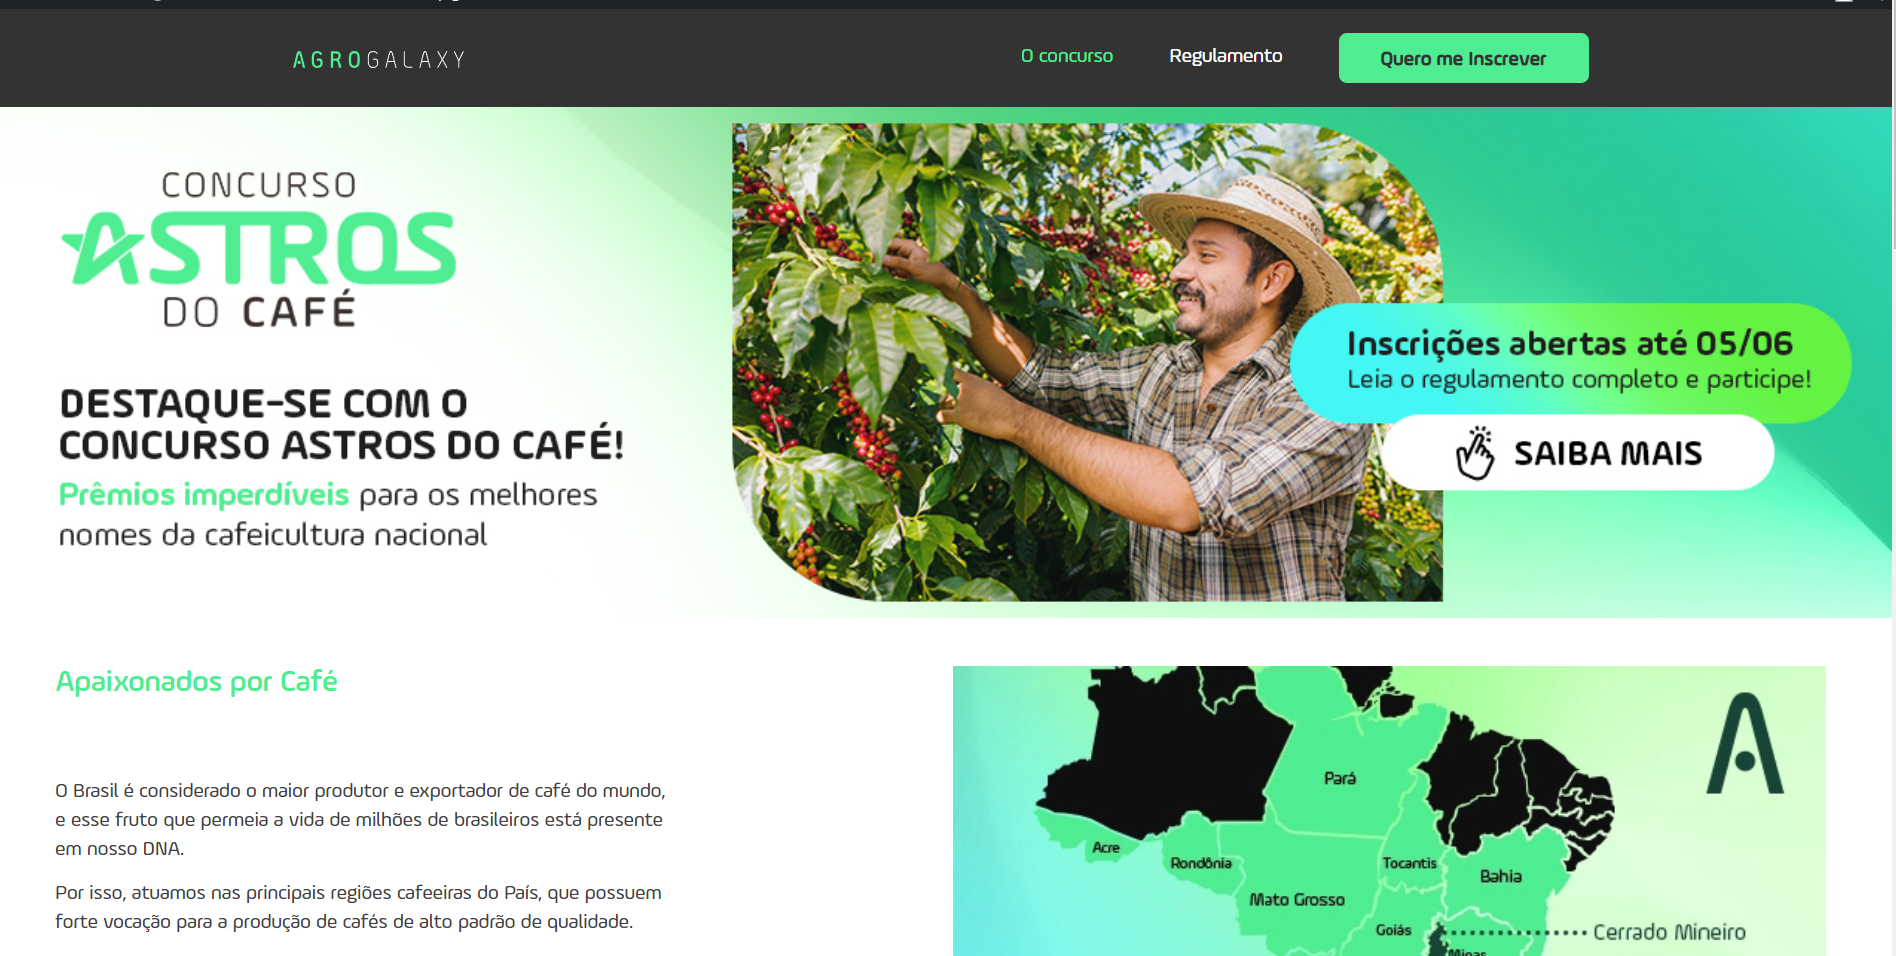 AGROGALAXY
O concurso
Regulamento
Quero me Inscrever
CONCURSO
ASTROS
DO CAFÉ
DESTAQUE-SE COM O
CONCURSO ASTROS DO CAFÉ!
Prêmios imperdíveis para os melhores
nomes da cafeicultura nacional
Inscrições abertas até 05/06
Leia o regulamento completo e participe!
SAIBA MAIS
Apaixonados por Café
O Brasil é considerado o maior produtor e exportador de café do mundo,
e esse fruto que permeia a vida de milhões de brasileiros está presente
em nosso DNA.
Por isso, atuamos nas principais regiões cafeeiras do País, que possuem
forte vocação para a produção de cafés de alto padrão de qualidade.
Pará
Acre
Rondônia
Tocantis
Bahia
Mato Grosso
Goiás
Cerrado Mineiro
Minas